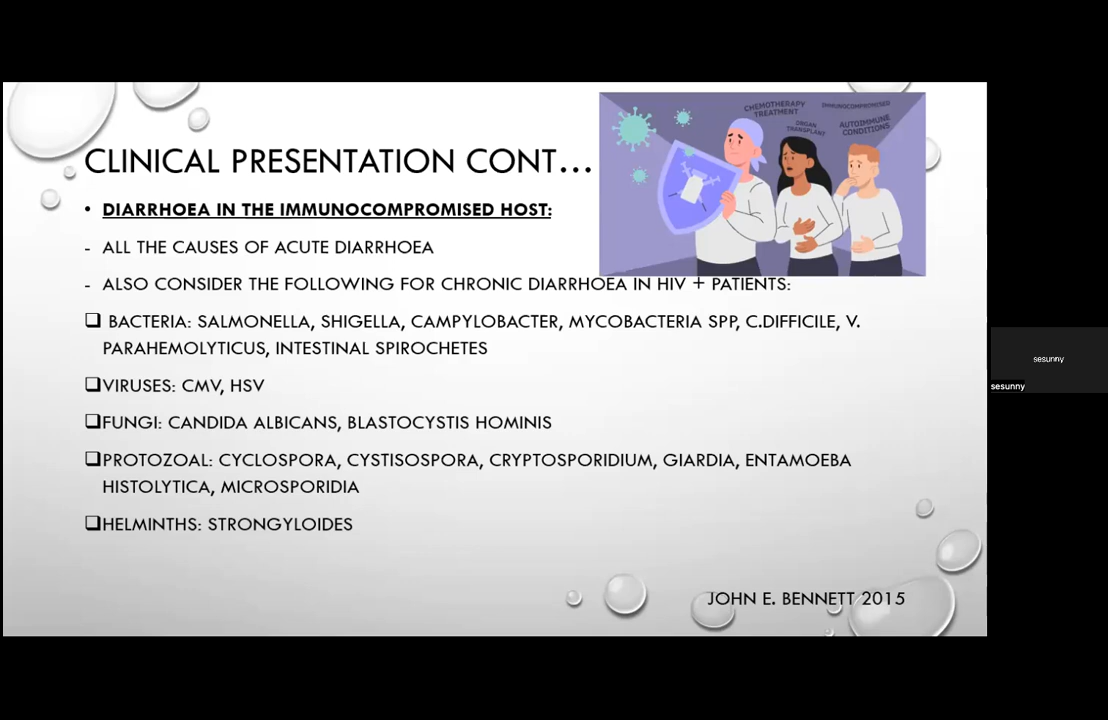 CLINICAL PRESENTATION CONT...
• DIARRHOEA IN THE IMMUNOCOMPROMISED HOST:
- ALL THE CAUSES OF ACUTE DIARRHOEA
- ALSO CONSIDER THE FOLLOWING FOR CHRONIC DIARRHOEA IN HIV + PATIENTS:
❑ BACTERIA: SALMONELLA, SHIGELLA, CAMPYLOBACTER, MYCOBACTERIA SPP, C.DIFFICILE, V.
PARAHEMOLYTICUS, INTESTINAL SPIROCHETES
❑VIRUSES: CMV, HSV
❑FUNGI: CANDIDA ALBICANS, BLASTOCYSTIS HOMINIS
❑PROTOZOAL: CYCLOSPORA, CYSTISOSPORA, CRYPTOSPORIDIUM, GIARDIA, ENTAMOEBA
HISTOLYTICA, MICROSPORIDIA
❑HELMINTHS: STRONGYLOIDES
JOHN E. BENNETT 2015
CHEMOTHERAPY
TREATMENT
IMMUNOCOMPROMISED
ORGAN
TRANSPLANT
AUTOIMMUNE
CONDITIONS
sesunny
sesunny